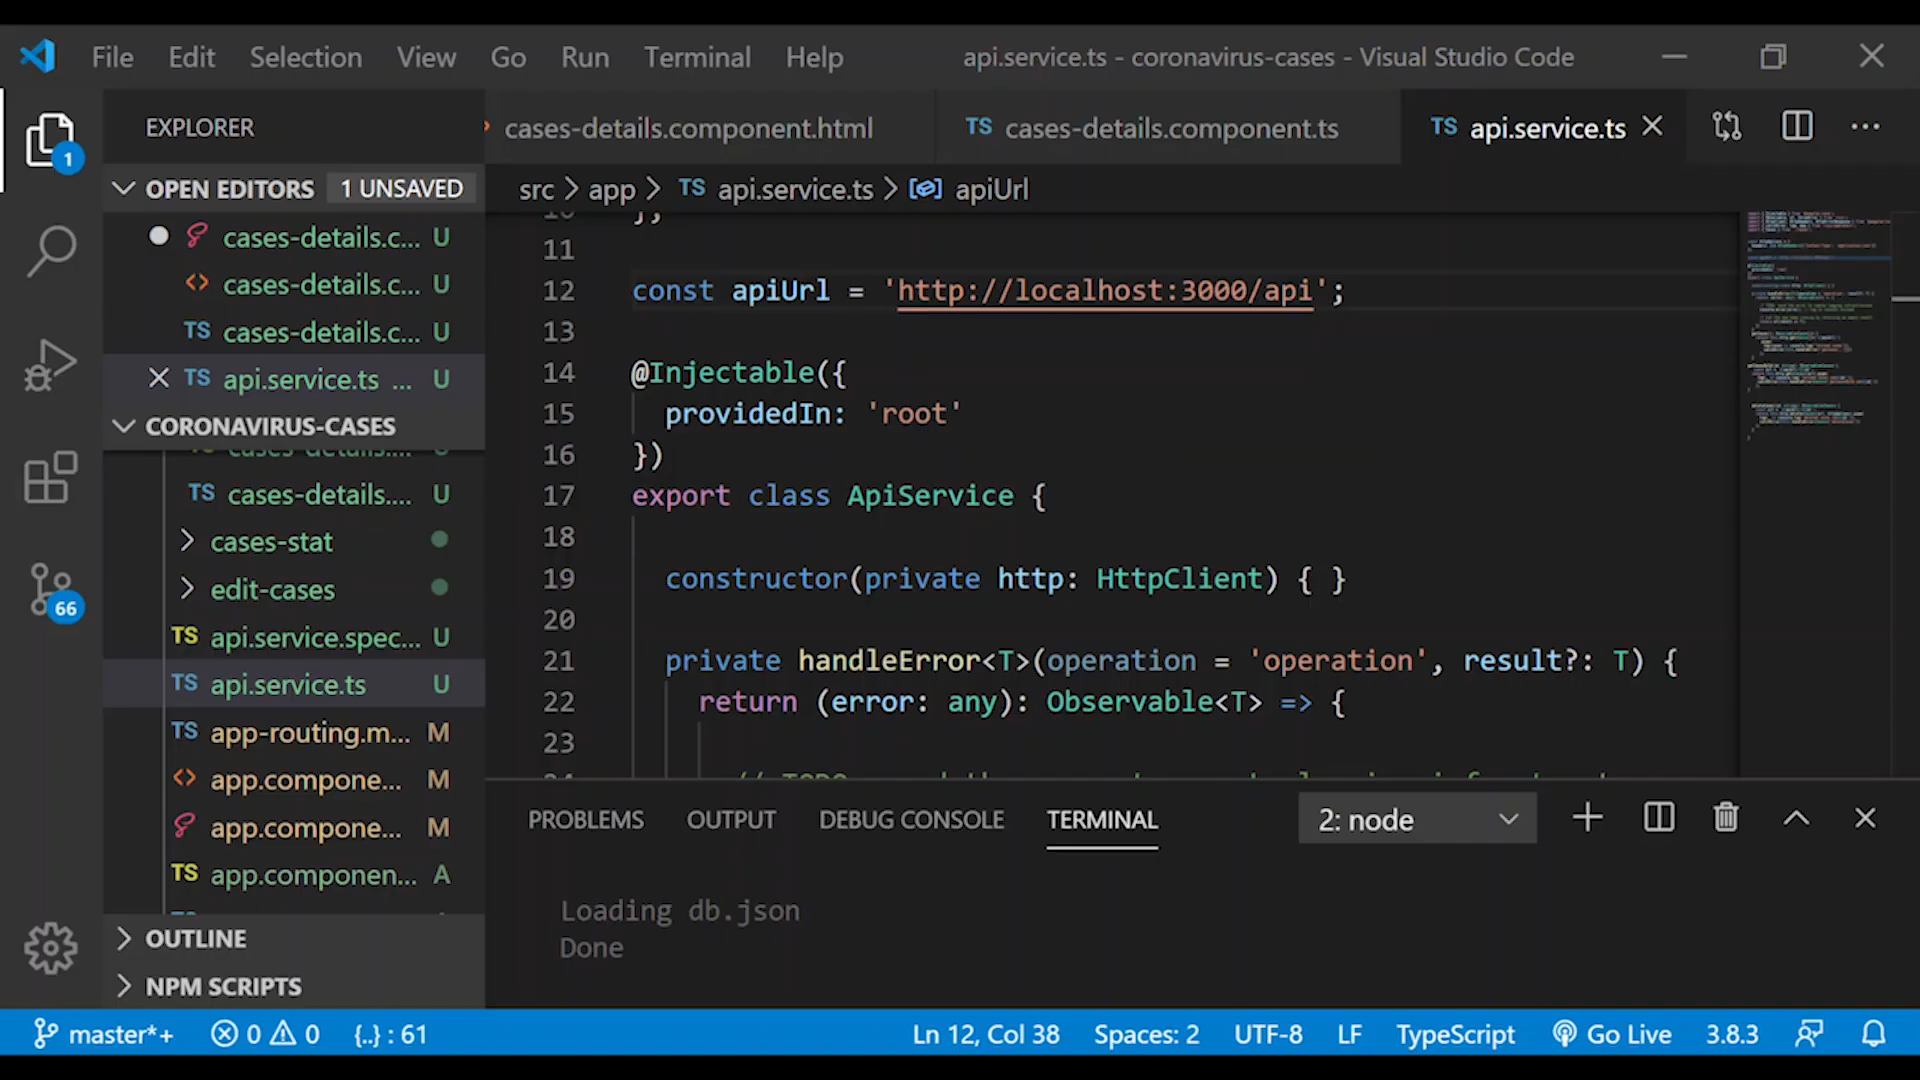 File Edit Selection View Go Run Terminal Help api.service.ts - coronavirus-cases - Visual Studio Code
EXPLORER
cases-details.component.html
TS cases-details.component.ts
TS api.service.ts
OPEN EDITORS 1 UNSAVED
src > app > TS api.service.ts > apiUrl
cases-details.c... U
cases-details.c... U
TS cases-details.c... U
TS api.service.ts ... U
CORONAVIRUS-CASES
TS cases-details.... U
cases-stat
edit-cases
TS api.service.spec... U
TS api.service.ts U
TS app-routing.m... M
app.compone... M
app.compone... M
TS app.componen... A
OUTLINE
NPM SCRIPTS
1
66
11
12 const apiUrl = 'http://localhost:3000/api';
13
14 @Injectable({
15 providedIn: 'root'
16 })
17 export class ApiService {
18
19 constructor(private http: HttpClient) { }
20
21 private handleError<T>(operation = 'operation', result?: T) {
22 return (error: any): Observable<T> => {
23
PROBLEMS OUTPUT DEBUG CONSOLE TERMINAL 2: node
Loading db.json
Done
master*+ 0 0 {..} : 61 Ln 12, Col 38 Spaces: 2 UTF-8 LF TypeScript Go Live 3.8.3